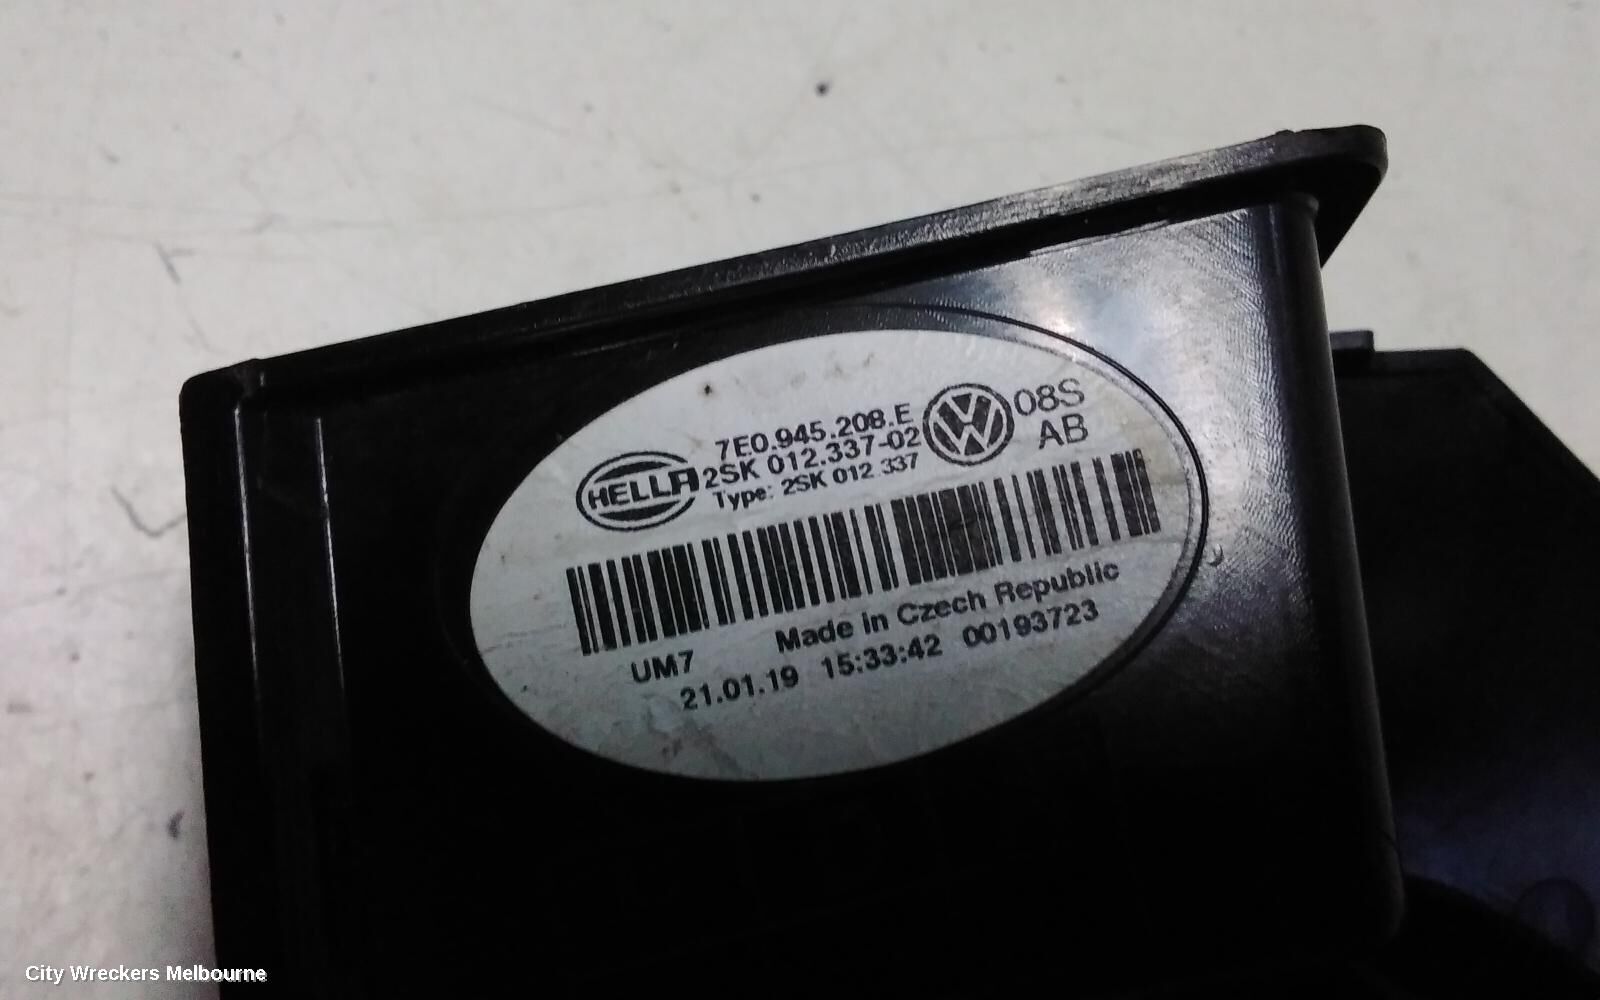 HELLA
7E0.945.208.E
2SK 012.337-02
Type: 2SK 012 337
08S
AB
Made in Czech Republic
UM7
21.01.19 15:33:42 00193723
City Wreckers Melbourne